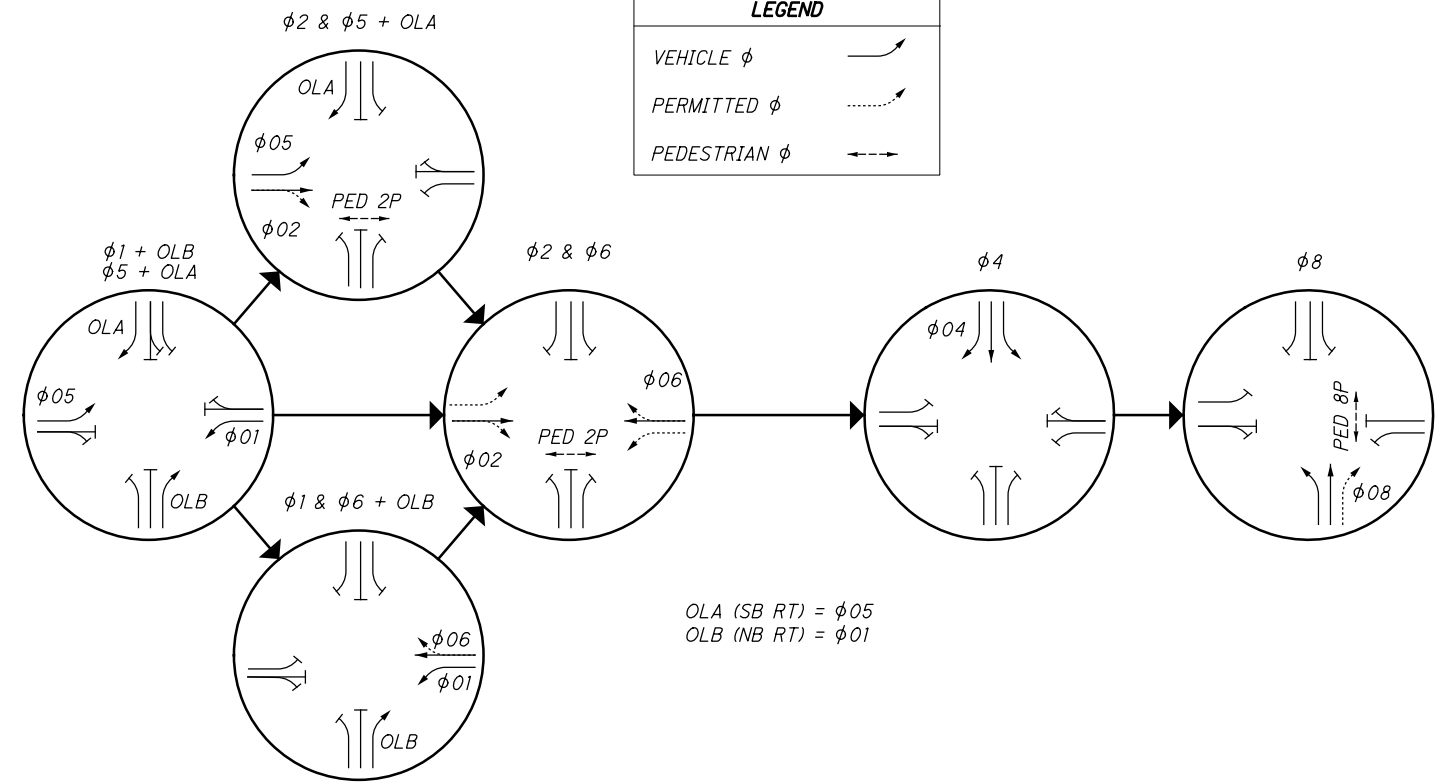 LEGEND
VEHICLE ϕ
PERMITTED ϕ
PEDESTRIAN ϕ
ϕ2 & ϕ5 + OLA
OLA
ϕ05
PED 2P
ϕ02
ϕ1 + OLB
ϕ5 + OLA
OLA
ϕ05
ϕ01
OLB
ϕ2 & ϕ6
ϕ06
PED 2P
ϕ02
ϕ1 & ϕ6 + OLB
ϕ06
ϕ01
OLB
ϕ4
ϕ04
ϕ8
PED 8P
ϕ08
OLA (SB RT) = ϕ05
OLB (NB RT) = ϕ01